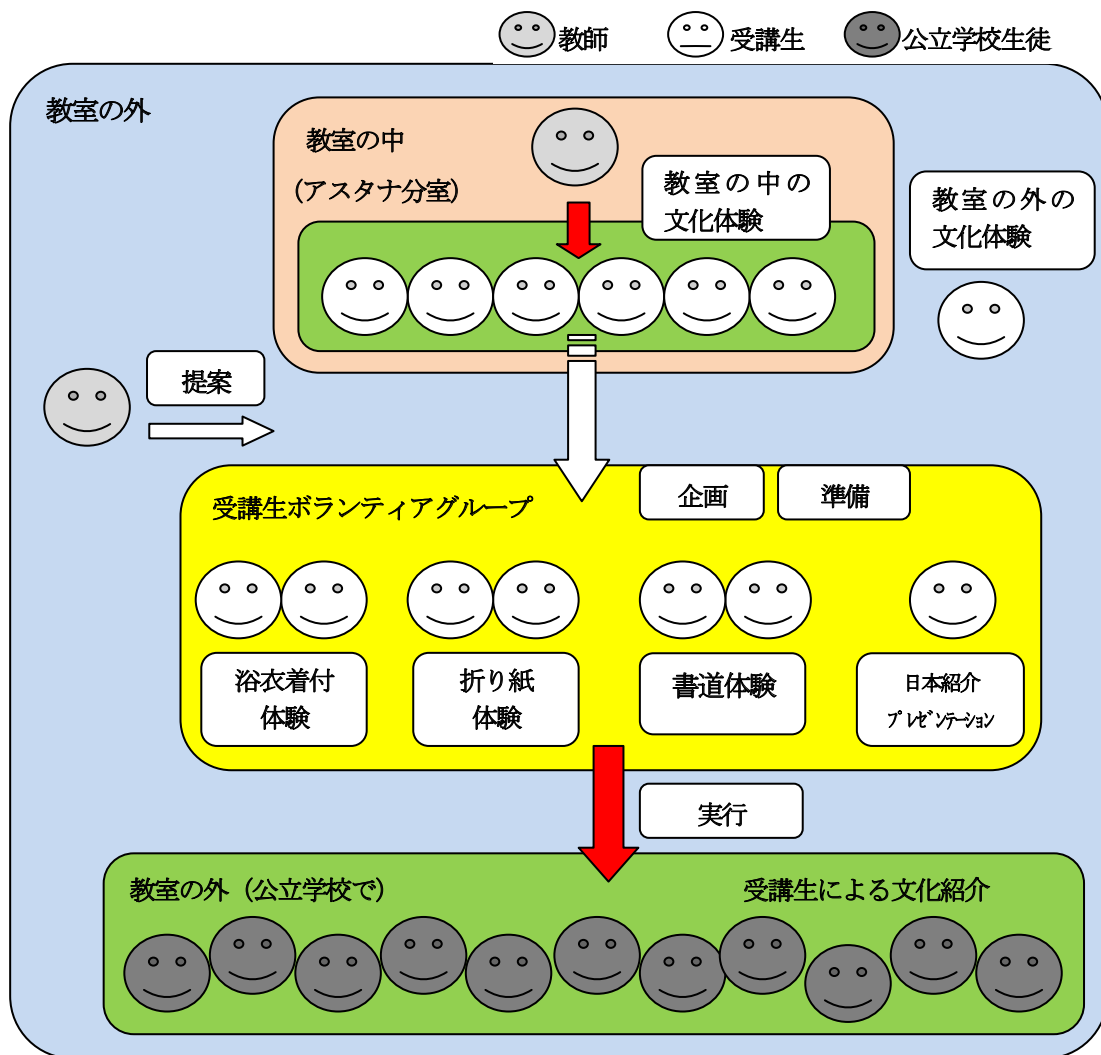 教師
受講生
公立学校生徒
教室の外
教室の中
(アスタナ分室)
教室の中の
文化体験
教室の外の
文化体験
提案
受講生ボランティアグループ
企画
準備
浴衣着付
体験
折り紙
体験
書道体験
日本紹介
プレゼンテーション
実行
教室の外（公立学校で）
受講生による文化紹介